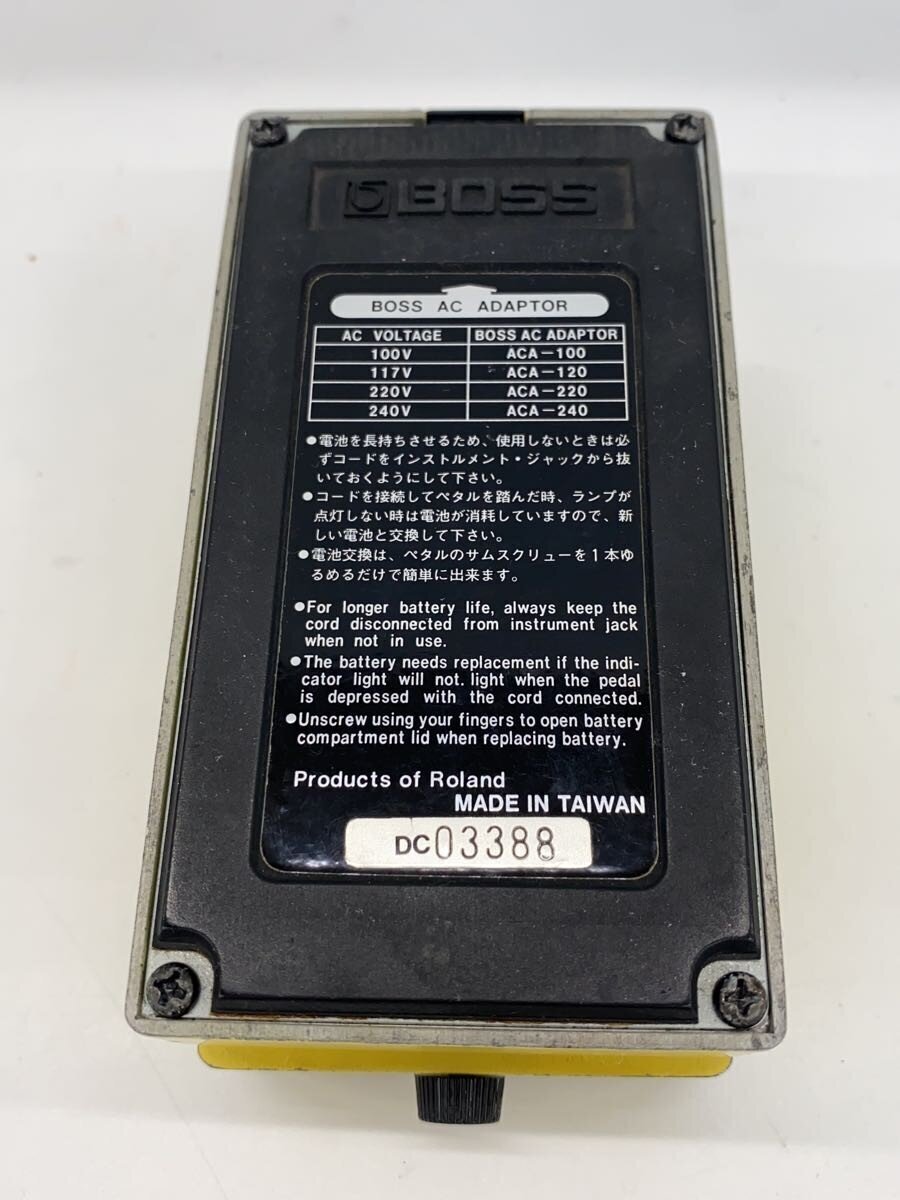 BOSS
BOSS AC ADAPTOR
AC VOLTAGE BOSS AC ADAPTOR
100V ACA-100
117V ACA-120
220V ACA-220
240V ACA-240
●電池を長持ちさせるため、使用しないときは必
ずコードをインストルメント・ジャックから抜
いておくようにして下さい。
●コードを接続してペタルを踏んだ時、ランプが
点灯しない時は電池が消耗していますので、新
しい電池と交換して下さい。
●電池交換は、ペタルのサムスクリューを1本ゆ
るめるだけで簡単に出来ます。
●For longer battery life, always keep the
cord disconnected from instrument jack
when not in use.
●The battery needs replacement if the indi-
cator light will not. light when the pedal
is depressed with the cord connected.
●Unscrew using your fingers to open battery
compartment lid when replacing battery.
Products of Roland
MADE IN TAIWAN
DC 03388